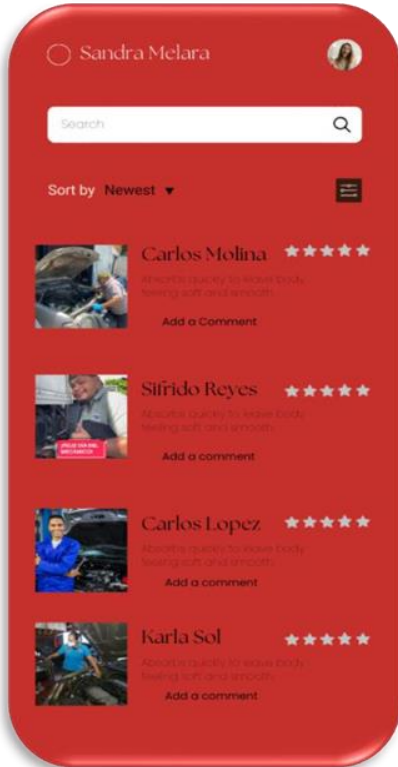 Sandra Melara
Search
Sort by Newest
Carlos Molina
Absorbs quickly to leave body
feeling soft and smooth
Add a Comment
Sifrido Reyes
Absorbs quickly to leave body
feeling soft and smooth
Add a comment
Carlos Lopez
Absorbs quickly to leave body
feeling soft and smooth
Add a comment
Karla Sol
Absorbs quickly to leave body
feeling soft and smooth
Add a comment